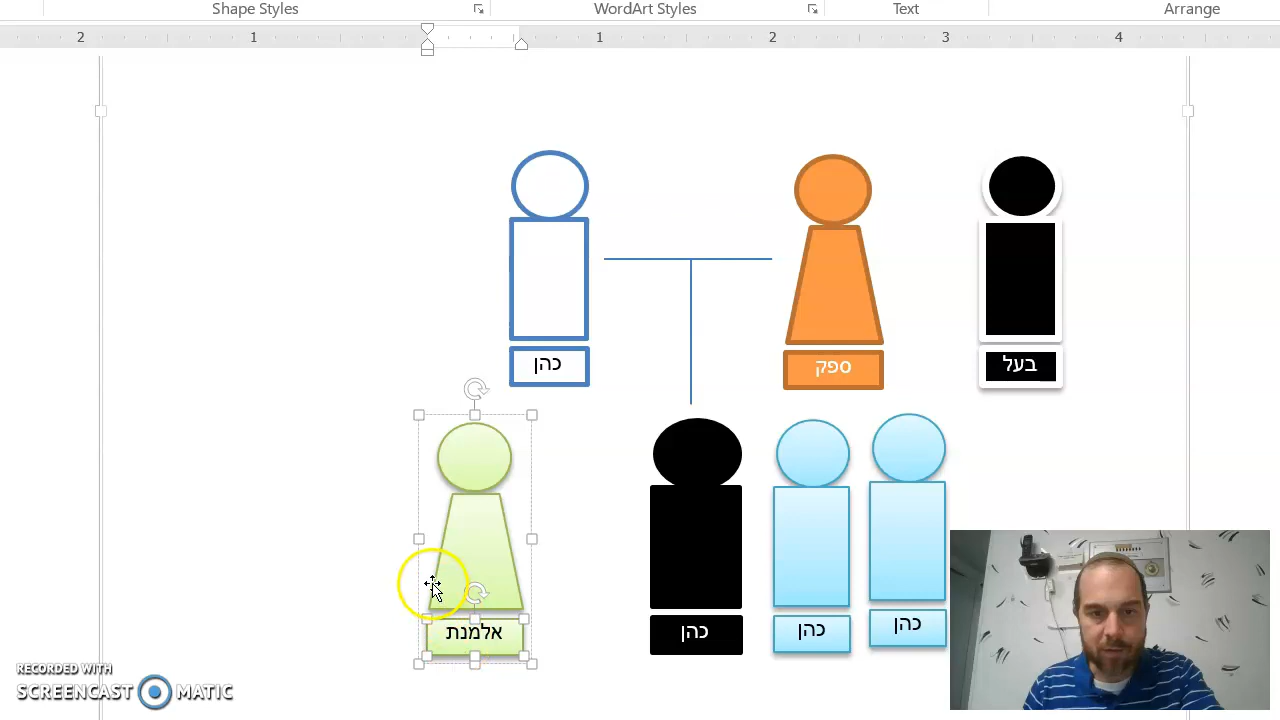 Shape Styles
WordArt Styles
Text
Arrange
2 1 1 2 3 4
כהן
ספק
בעל
אלמנת
כהן
כהן
כהן
RECORDED WITH
SCREENCAST MATIC